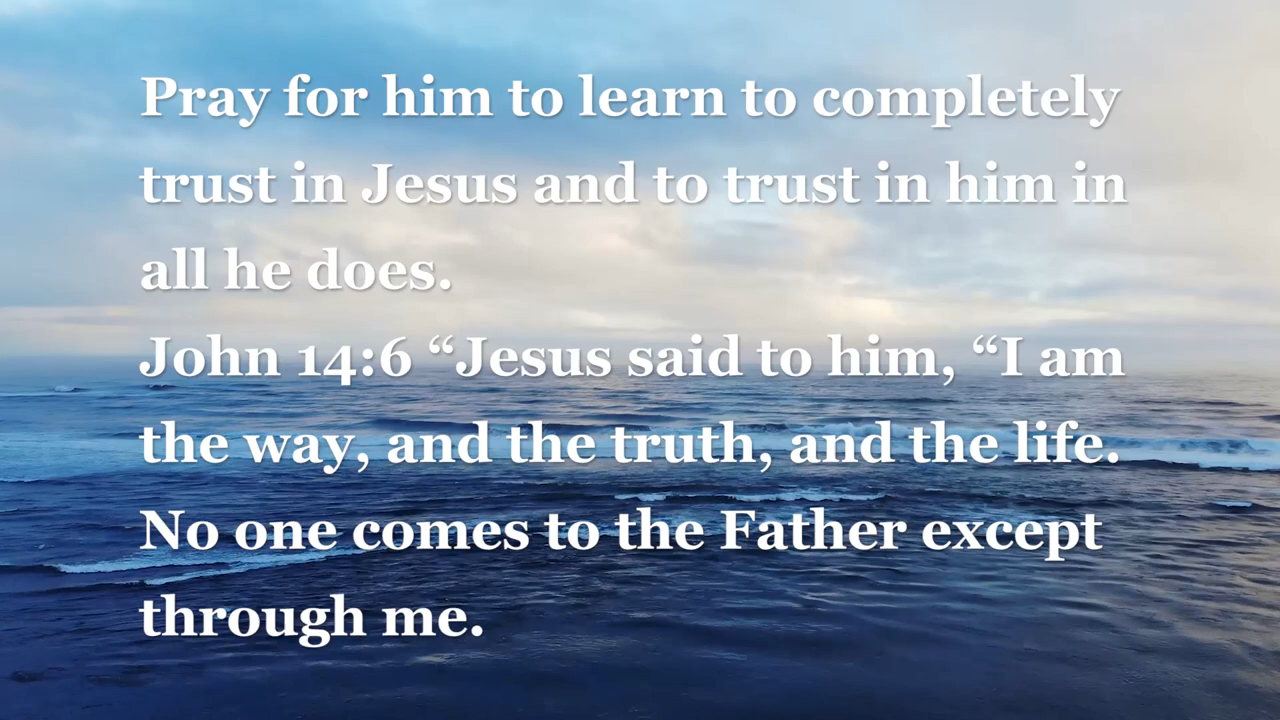 Pray for him to learn to completely
trust in Jesus and to trust in him in
all he does.
John 14:6 “Jesus said to him, “I am
the way, and the truth, and the life.
No one comes to the Father except
through me.